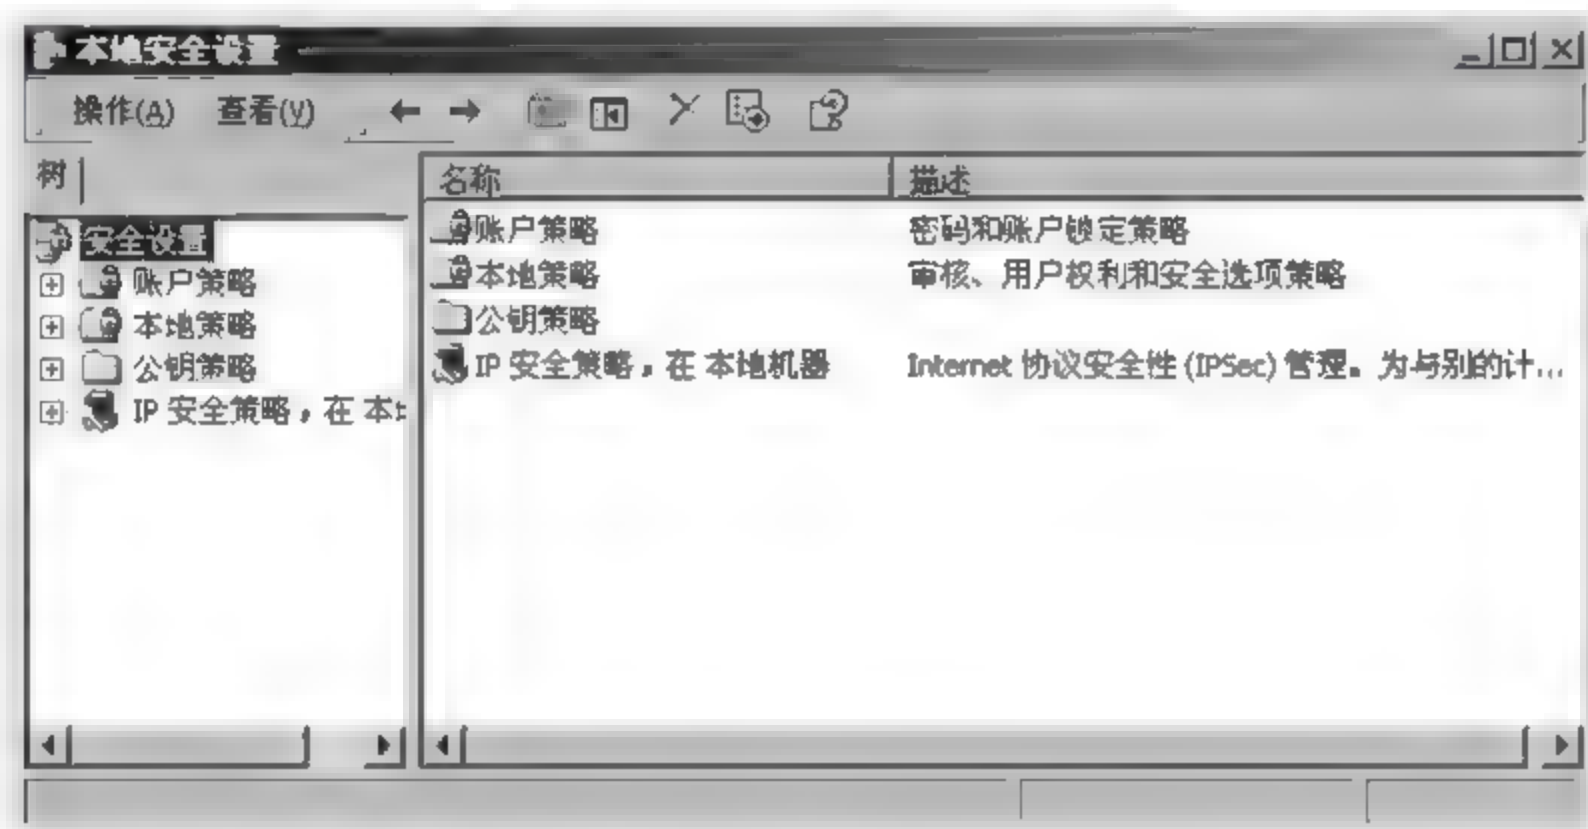 本地安全设置
操作(A) 查看(V)
树
安全设置
账户策略
本地策略
公钥策略
IP 安全策略，在 本
名称 描述
账户策略 密码和账户锁定策略
本地策略 审核、用户权利和安全选项策略
公钥策略
IP 安全策略，在 本地机器 Internet 协议安全性 (IPSec) 管理。为与别的计...